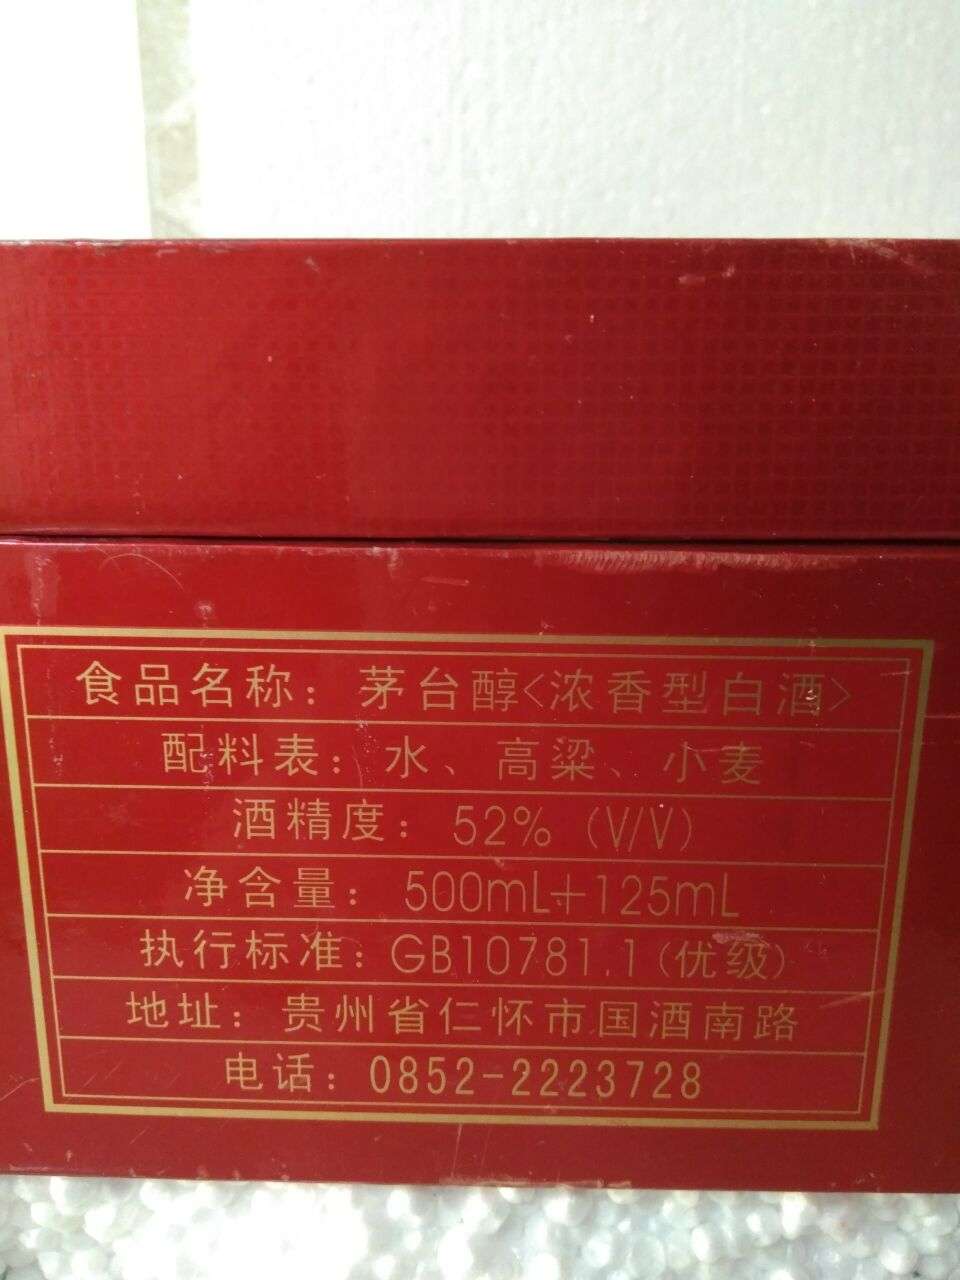 食品名称：茅台醇<浓香型白酒>
配料表：水、高粱、小麦
酒精度：52%（V/V）
净含量：500mL+125mL
执行标准：GB10781.1(优级)
地址：贵州省仁怀市国酒南路
电话：0852-2223728